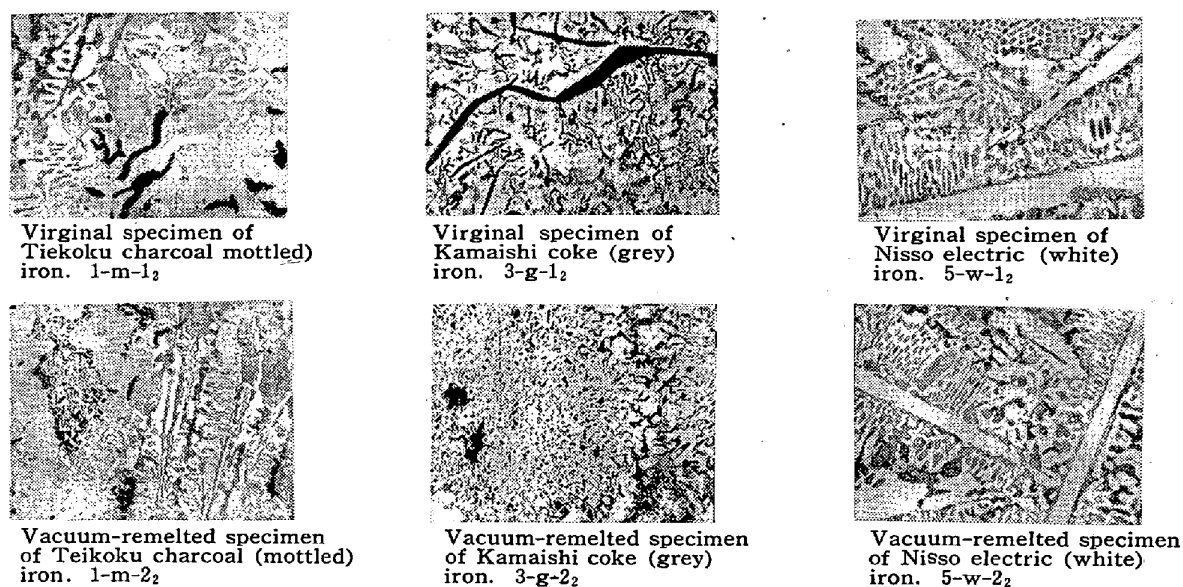 Virginal specimen of
Tiekoku charcoal mottled)
iron. 1-m-1₂
Virginal specimen of
Kamaishi coke (grey)
iron. 3-g-1₂
Virginal specimen of
Nisso electric (white)
iron. 5-w-1₂
Vacuum-remelted specimen
of Teikoku charcoal (mottled)
iron. 1-m-2₂
Vacuum-remelted specimen
of Kamaishi coke (grey)
iron. 3-g-2₂
Vacuum-remelted specimen
of Nisso electric (white)
iron. 5-w-2₂